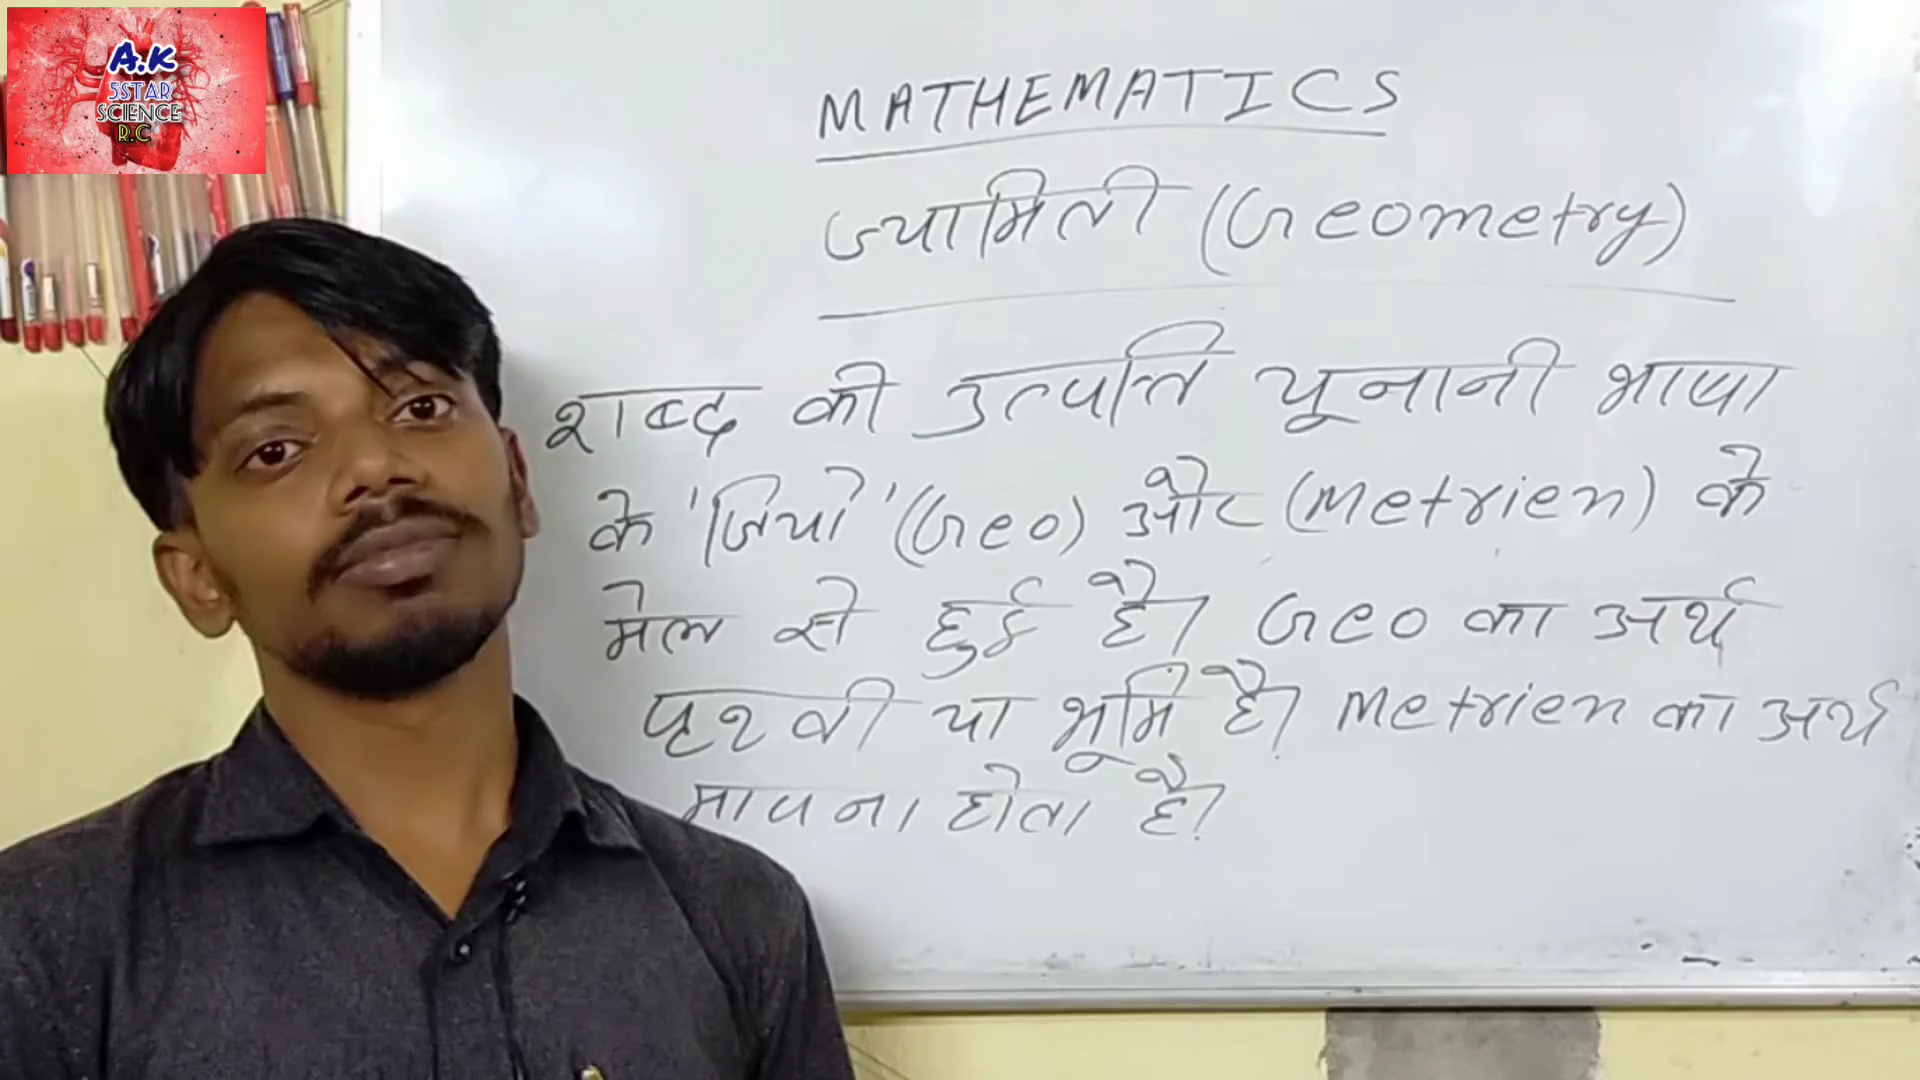 A.K
5STAR
SCIENCE
R.C
MATHEMATICS
ज्यामिती (Geometry)
शब्द की उत्पत्ति यूनानी भाषा
के 'जियो' (Geo) और (Metrien) के
मेल से हुई है। Geo का अर्थ
पृथ्वी या भूमि है। Metrien का अर्थ
मापना होता है।